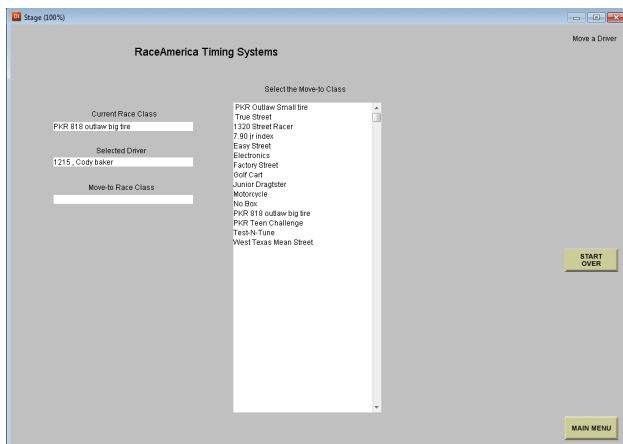 Stage (100%)
Move a Driver
RaceAmerica Timing Systems
Select the Move-to Class
Current Race Class
PKR 818 outlaw big tire
Selected Driver
1215 , Cody baker
Move-to Race Class
PKR Outlaw Small tire
True Street
1320 Street Racer
7.90 jr index
Easy Street
Electronics
Factory Street
Golf Cart
Junior Dragtster
Motorcycle
No Box
PKR 818 outlaw big tire
PKR Teen Challenge
Test-N-Tune
West Texas Mean Street
START
OVER
MAIN MENU